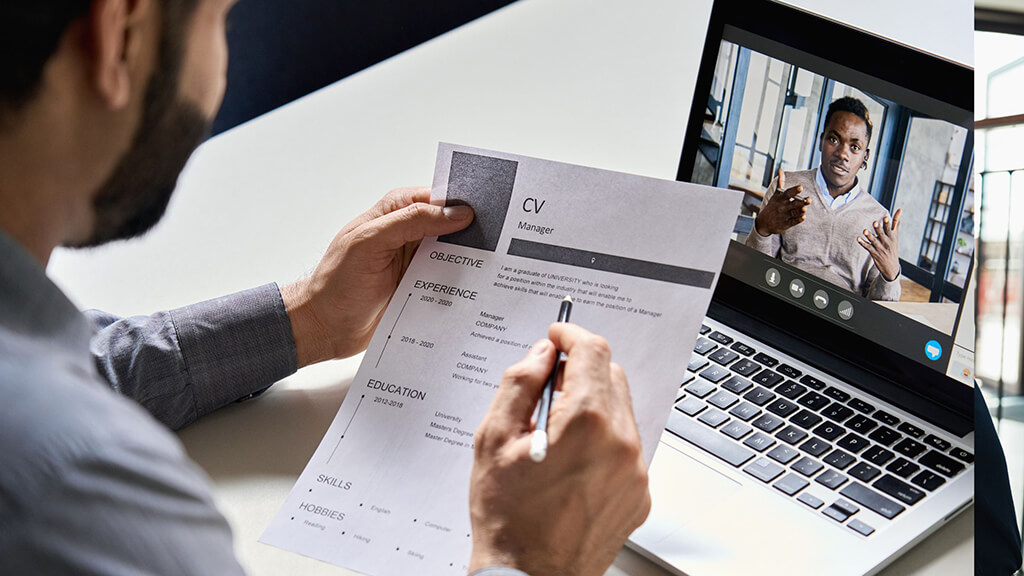 CV
Manager
OBJECTIVE
I am a graduate of UNIVERSITY who is looking
for a position within the industry that will enable me to
achieve skills that will enable me to earn the position of a Manager
EXPERIENCE
2020 - 2020
Manager
COMPANY
Achieved a position of
2018 - 2020
Assistant
COMPANY
Working for two
EDUCATION
2012-2018
University
Masters Degree
Master Degree in
SKILLS
English
Computer
HOBBIES
Reading
Hiking
Skiing